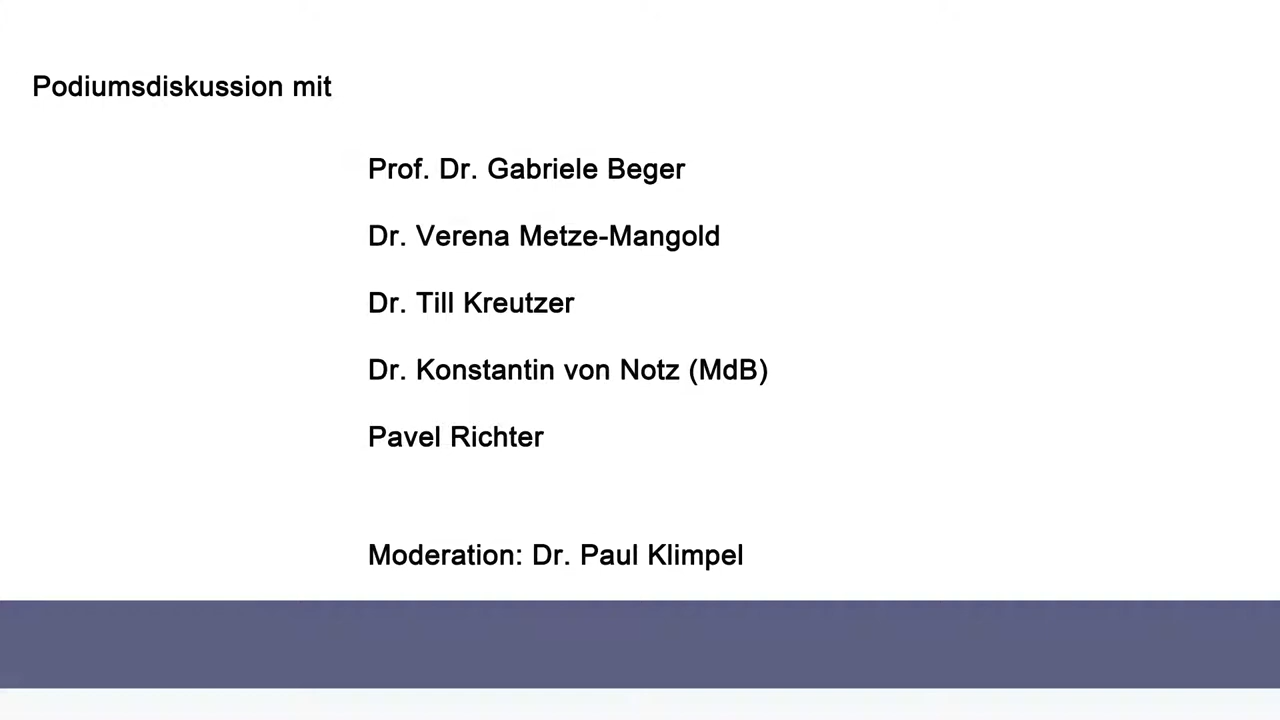 Podiumsdiskussion mit
Prof. Dr. Gabriele Beger
Dr. Verena Metze-Mangold
Dr. Till Kreutzer
Dr. Konstantin von Notz (MdB)
Pavel Richter
Moderation: Dr. Paul Klimpel